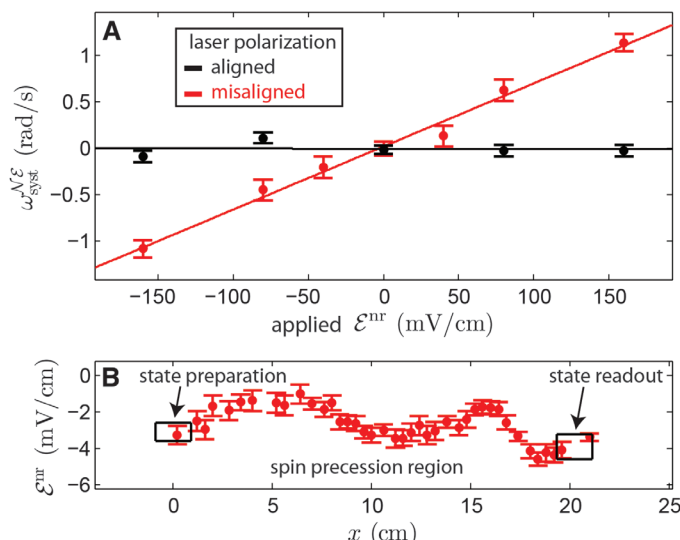 A
laser polarization
aligned
misaligned
1
0.5
0
−0.5
−1
ω^{𝒩ℰ}_{syst} (rad/s)
−150 −100 −50 0 50 100 150
applied ℰ^{nr} (mV/cm)
B
state preparation
state readout
spin precession region
0
−2
−4
−6
ℰ^{nr} (mV/cm)
0 5 10 15 20 25
x (cm)